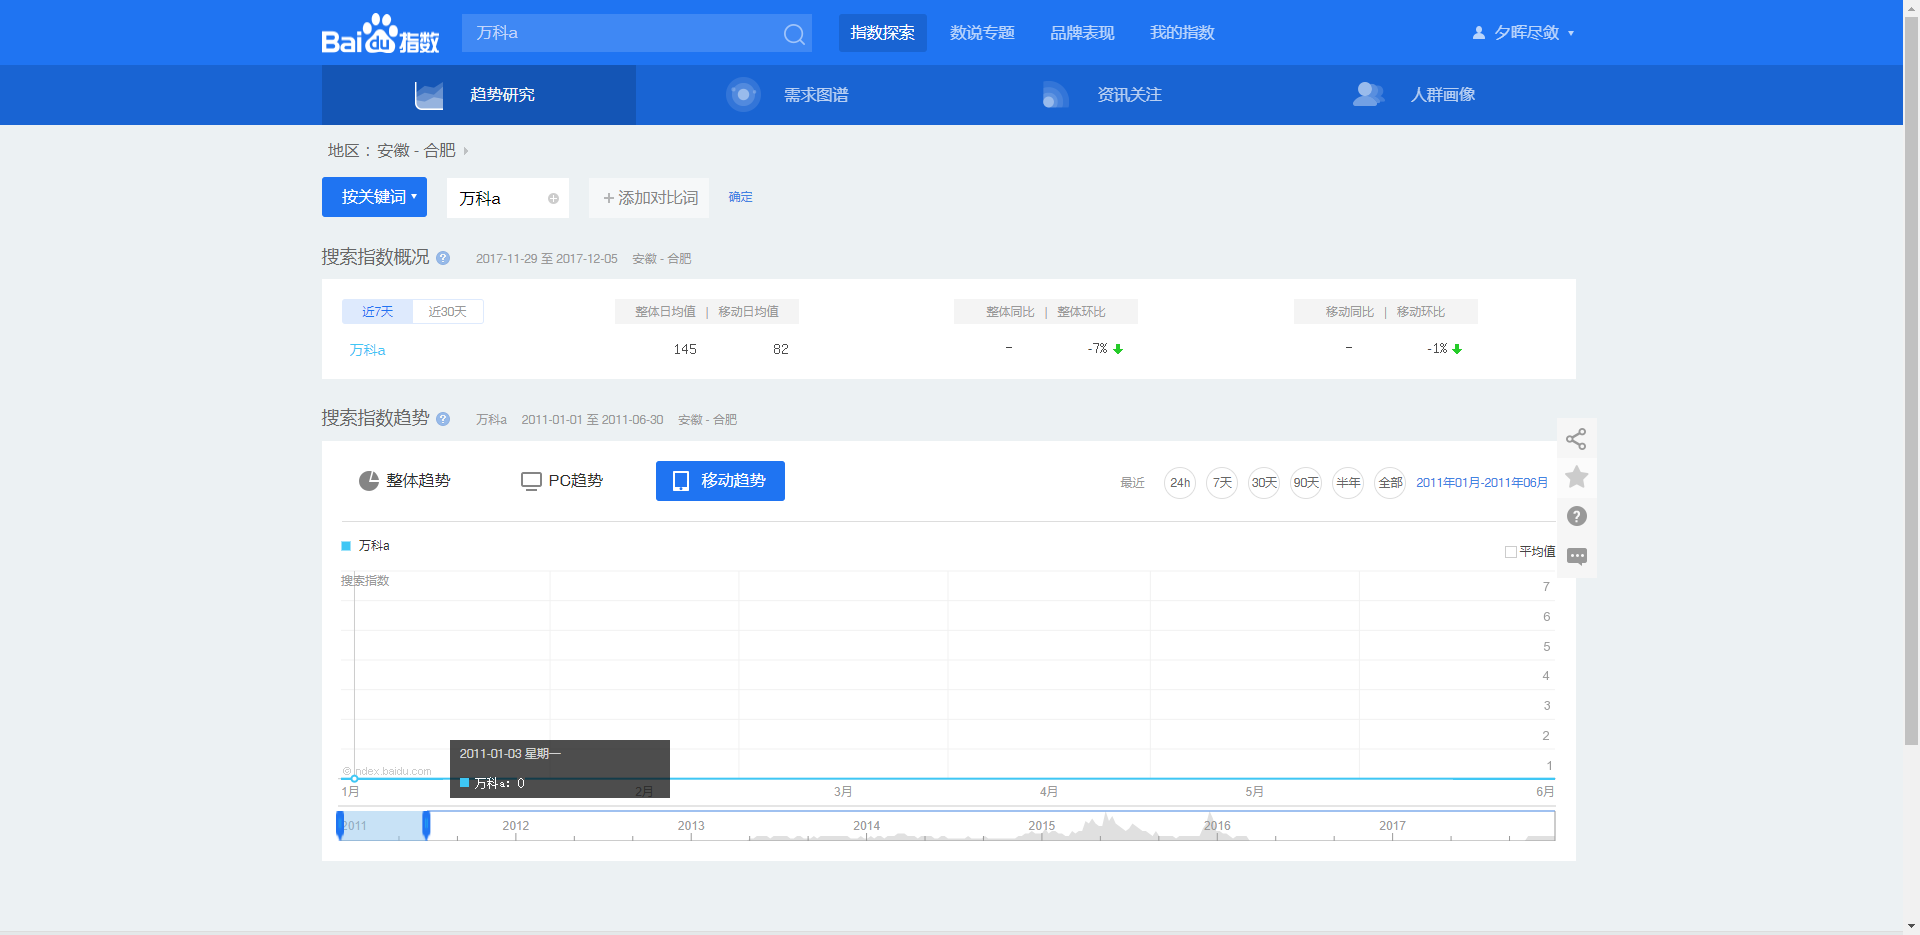 Bai du 指数
万科a
指数探索 数说专题 品牌表现 我的指数
夕晖尽敛
趋势研究 需求图谱 资讯关注 人群画像
地区： 安徽 - 合肥
按关键词 万科a + 添加对比词 确定
搜索指数概况 ? 2017-11-29 至 2017-12-05 安徽 - 合肥
近7天 近30天 整体日均值 | 移动日均值 整体同比 | 整体环比 移动同比 | 移动环比
万科a 145 82 - -7% - -1%
搜索指数趋势 ? 万科a 2011-01-01 至 2011-06-30 安徽 - 合肥
整体趋势 PC趋势 移动趋势 最近 24h 7天 30天 90天 半年 全部 2011年01月-2011年06月
?
万科a
平均值
搜索指数
7
6
5
4
3
2
1
2011-01-03 星期一
万科a: 0
©index.baidu.com
1月 2月 3月 4月 5月 6月
2011 2012 2013 2014 2015 2016 2017